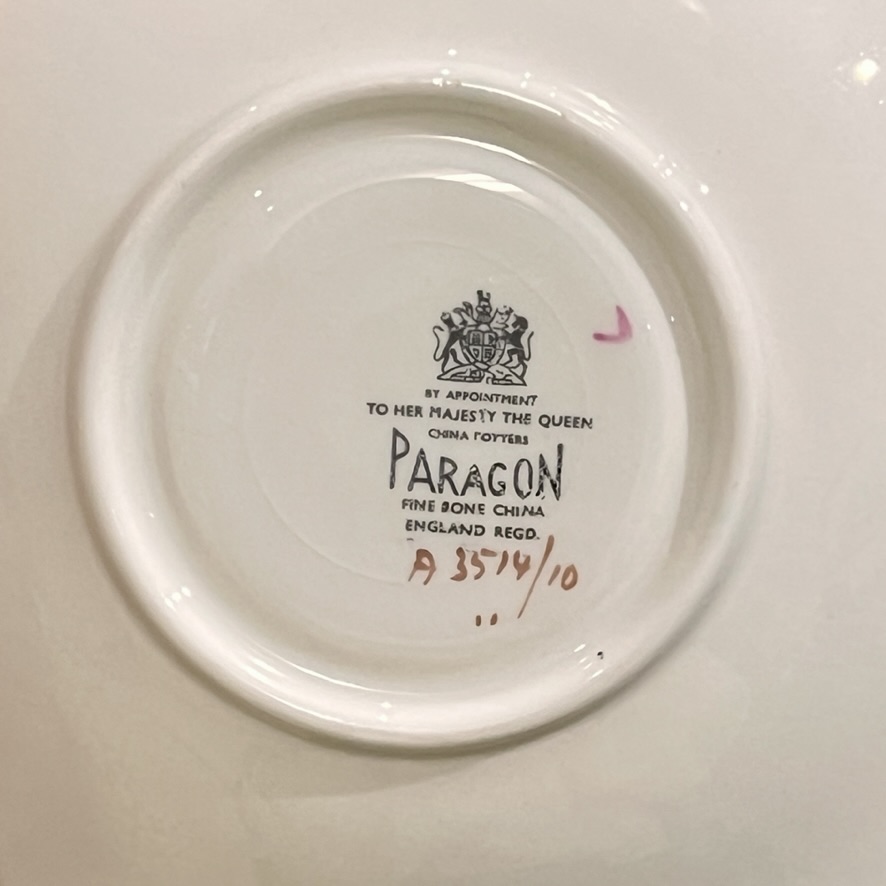 BY APPOINTMENT
TO HER MAJESTY THE QUEEN
CHINA POTTERS
PARAGON
FINE BONE CHINA
ENGLAND REGD.
A 3514/10